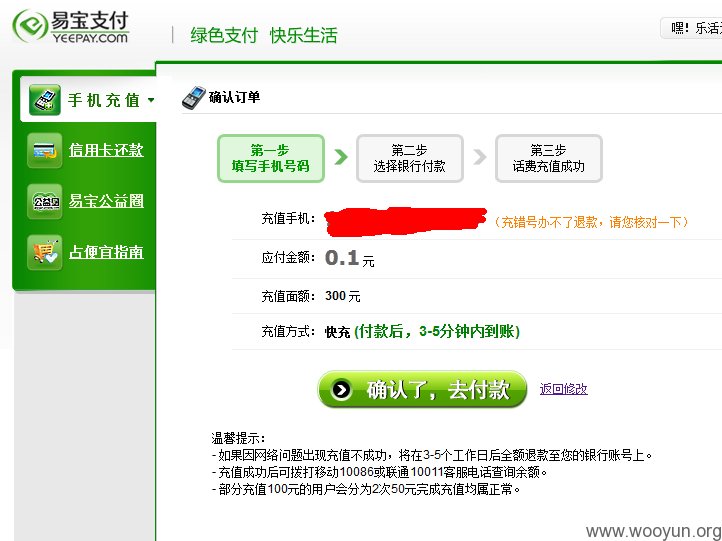 易宝支付
YEEPAY.COM
绿色支付 快乐生活
嘿！乐活
手机充值
信用卡还款
公益圈
易宝公益圈
占便宜指南
确认订单
第一步
填写手机号码
第二步
选择银行付款
第三步
话费充值成功
充值手机：
（充错号办不了退款，请您核对一下）
应付金额：0.1 元
充值面额：300 元
充值方式：快充 (付款后，3-5分钟内到账)
确认了，去付款
返回修改
温馨提示：
- 如果因网络问题出现充值不成功，将在3-5个工作日后全额退款至您的银行账号上。
- 充值成功后可拨打移动10086或联通10011客服电话查询余额。
- 部分充值100元的用户会分为2次50元完成充值均属正常。
www.wooyun.org